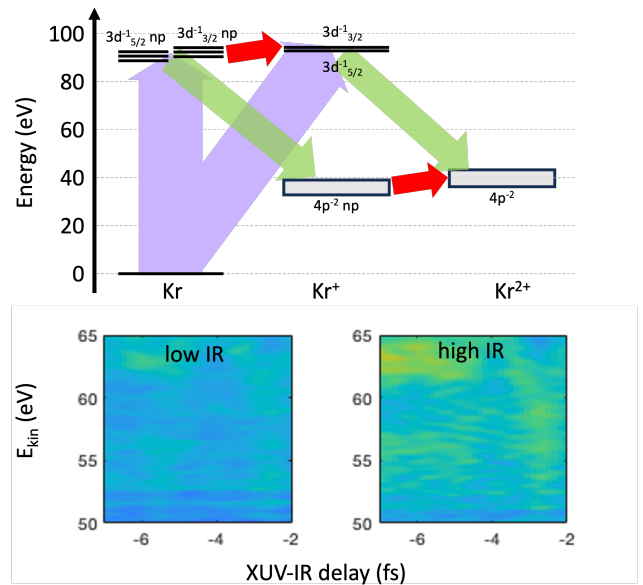 100
80
60
40
20
0
Energy (eV)
3d⁻¹₅/₂ np
3d⁻¹₃/₂ np
3d⁻¹₃/₂
3d⁻¹₅/₂
4p⁻² np
4p⁻²
Kr
Kr⁺
Kr²⁺
low IR
high IR
65
60
55
50
-6
-4
-2
65
60
55
50
-6
-4
-2
Eₖᵢₙ (eV)
XUV-IR delay (fs)